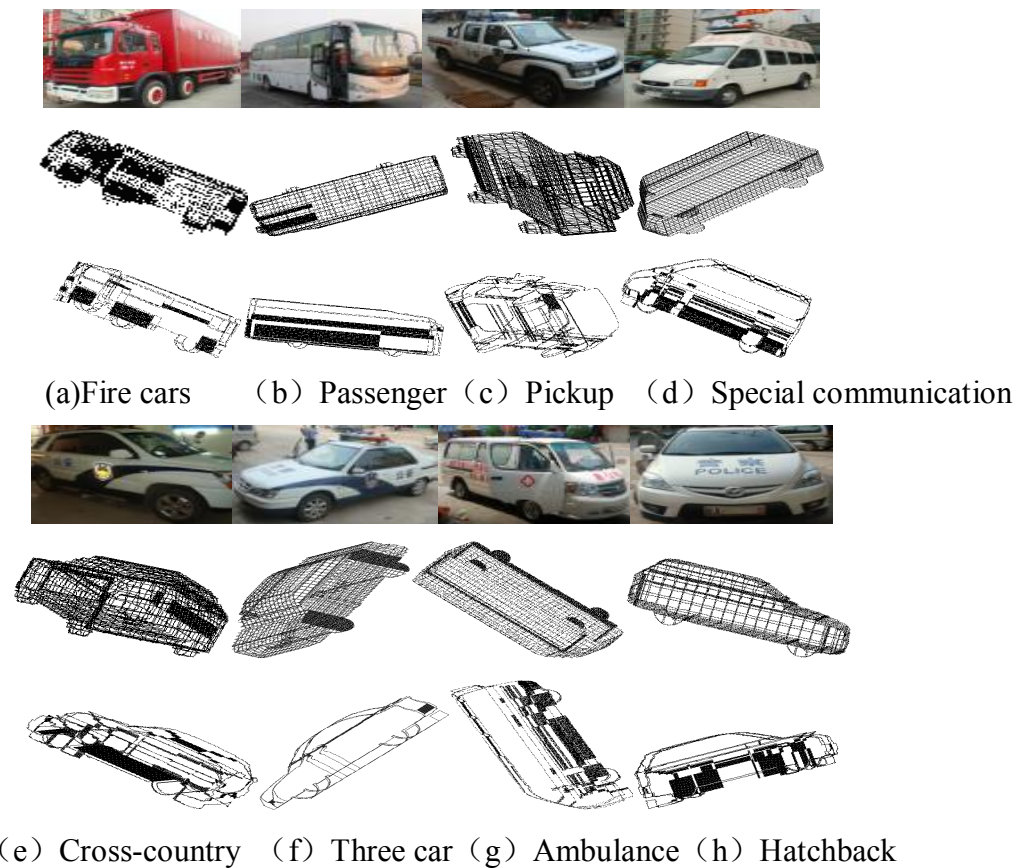 (a)Fire cars （b）Passenger（c）Pickup （d）Special communication
POLICE
（e）Cross-country （f）Three car（g）Ambulance（h）Hatchback